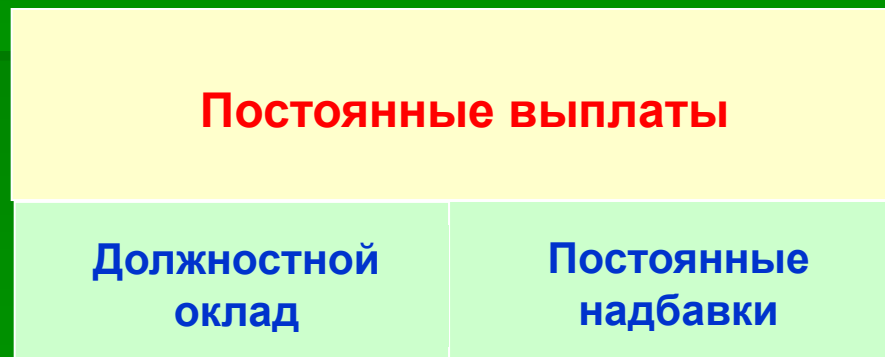 Постоянные выплаты
Должностной
оклад
Постоянные
надбавки